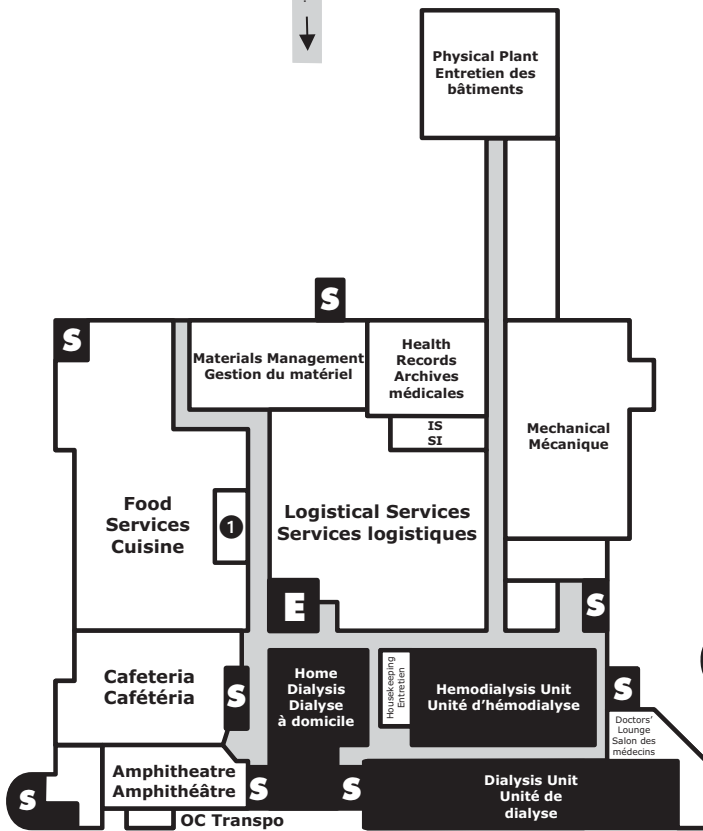 Physical Plant
Entretien des
bâtiments
S
S
Materials Management
Gestion du matériel
Health
Records
Archives
médicales
IS
SI
Mechanical
Mécanique
Food
Services
Cuisine
1
Logistical Services
Services logistiques
E
S
Cafeteria
Cafétéria
S
Home
Dialysis
Dialyse
à domicile
Housekeeping
Entretien
Hemodialysis Unit
Unité d’hémodialyse
S
Doctors’
Lounge
Salon des
médecins
Amphitheatre
Amphithéâtre
S
S
Dialysis Unit
Unité de
dialyse
S
OC Transpo